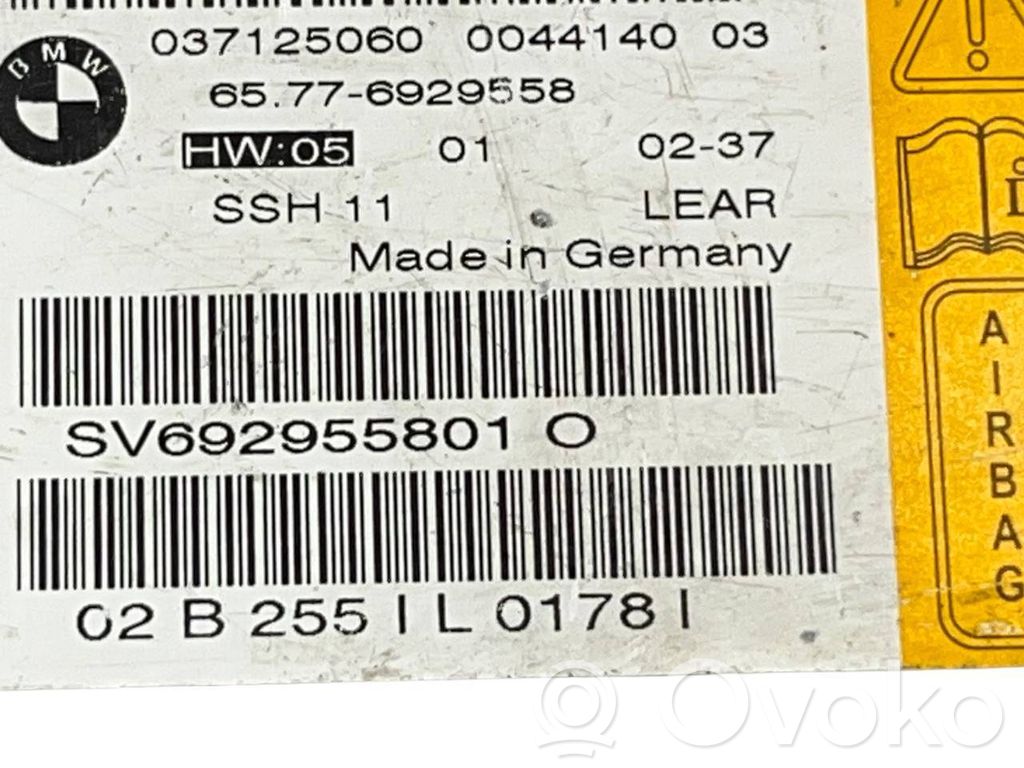 BMW
037125060 0044140 03
65.77-6929558
HW:05 01 02-37
SSH 11 LEAR
Made in Germany
SV692955801 O
02 B 255 I L 0178 I
i
AIRBAG
ovoko